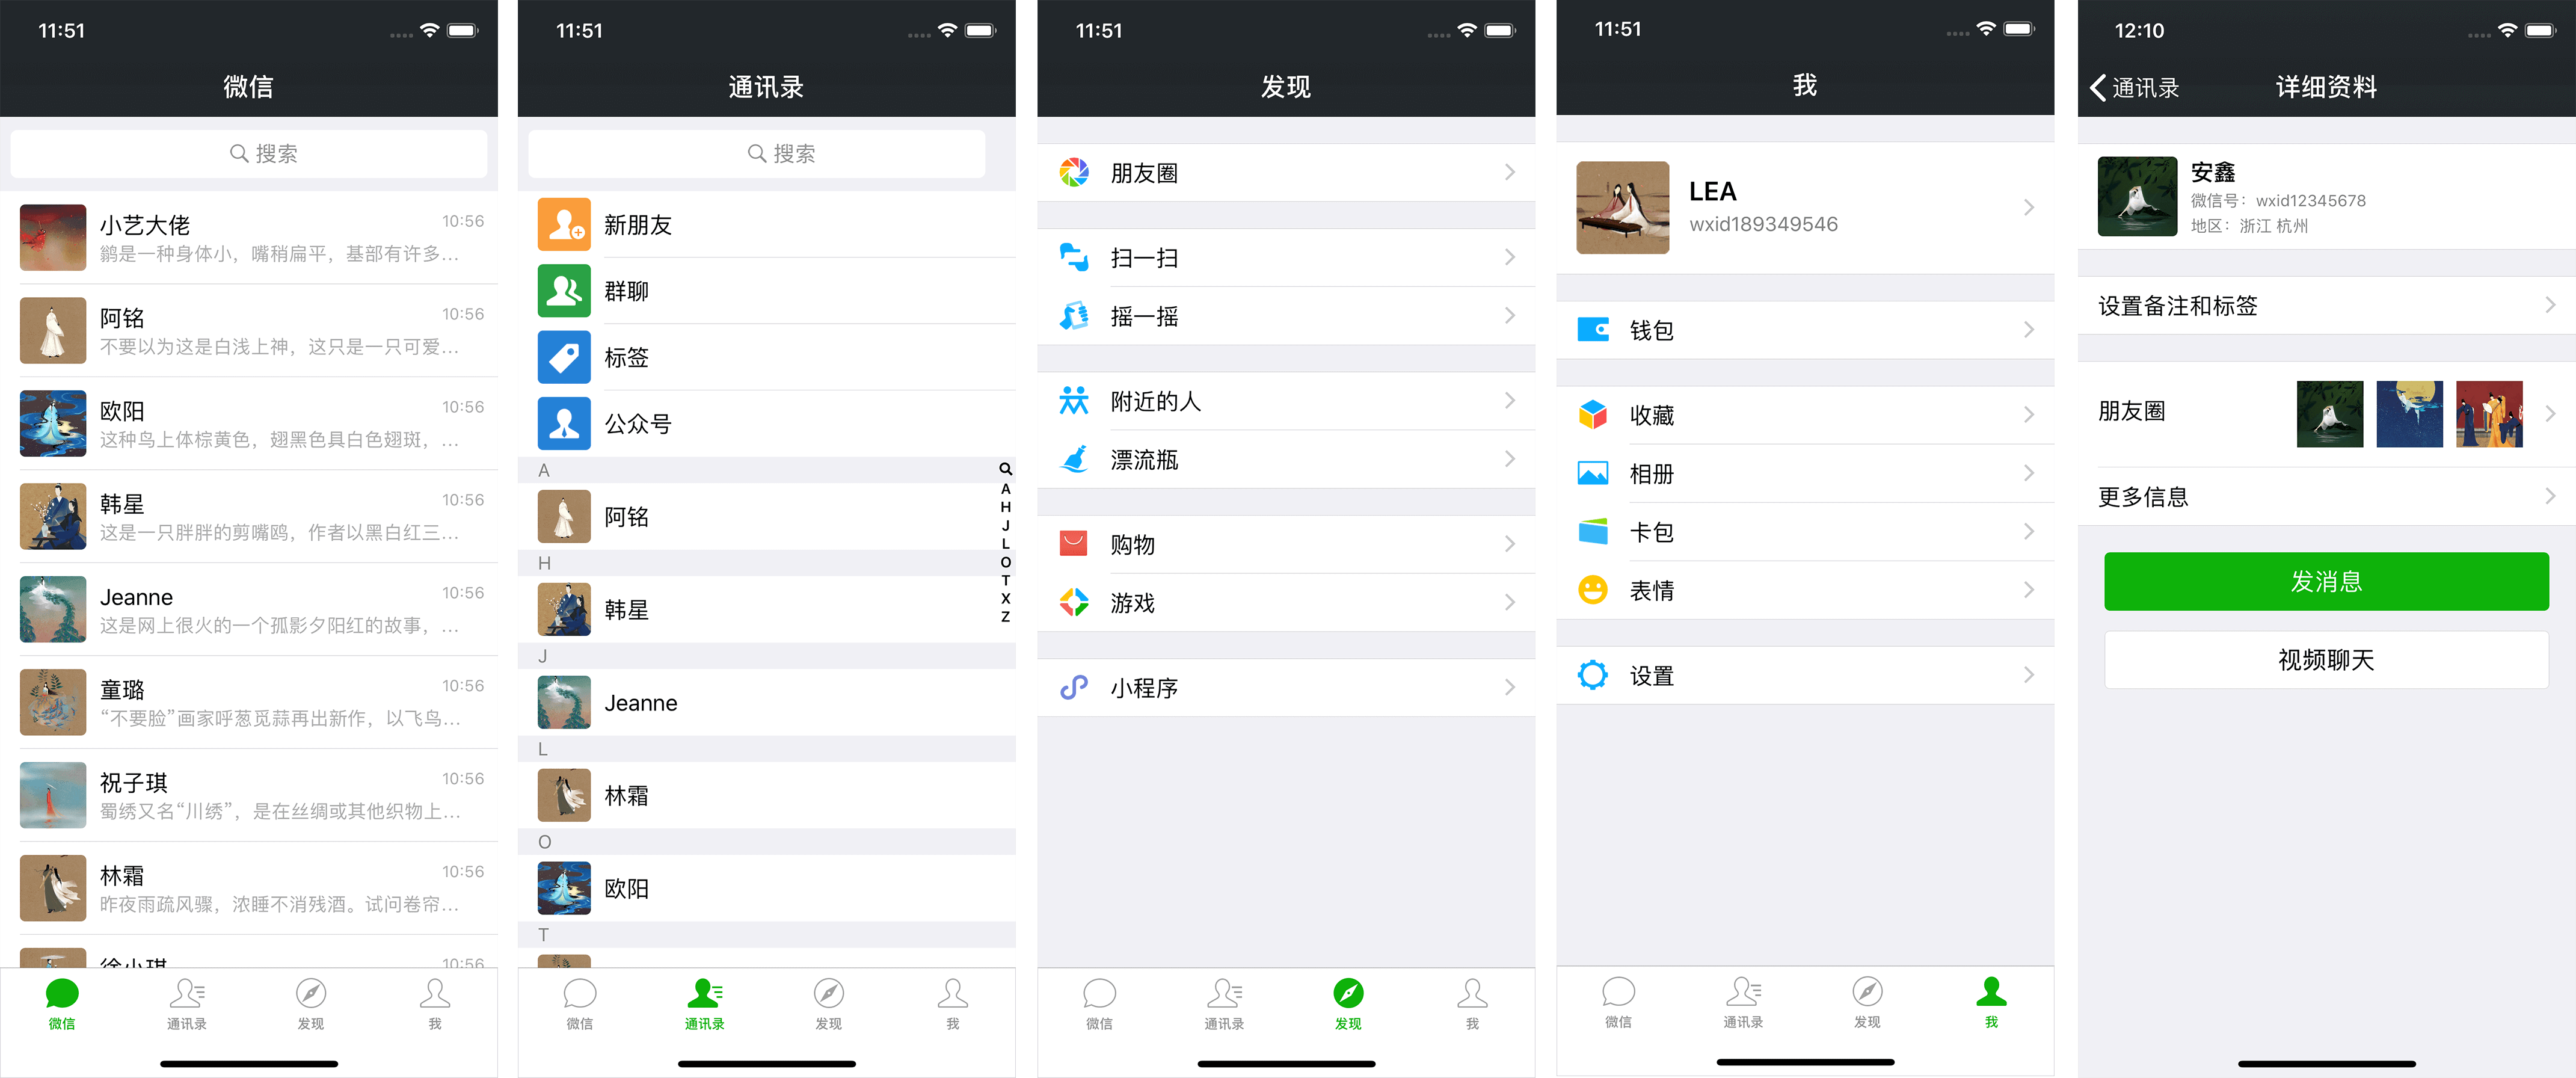 11:51
微信
搜索
小艺大佬 10:56
鹟是一种身体小，嘴稍扁平，基部有许多...
阿铭 10:56
不要以为这是白浅上神，这只是一只可爱...
欧阳 10:56
这种鸟上体棕黄色，翅黑色具白色翅斑，...
韩星 10:56
这是一只胖胖的剪嘴鸥，作者以黑白红三...
Jeanne 10:56
这是网上很火的一个孤影夕阳红的故事，...
童璐 10:56
“不要脸”画家呼葱觅蒜再出新作，以飞鸟...
祝子琪 10:56
蜀绣又名“川绣”，是在丝绸或其他织物上...
林霜 10:56
昨夜雨疏风骤，浓睡不消残酒。试问卷帘...
徐小琪 10:56
微信 通讯录 发现 我
11:51
通讯录
搜索
新朋友
群聊
标签
公众号
A
阿铭
H
韩星
J
Jeanne
L
林霜
O
欧阳
T
A
H
J
L
O
T
X
Z
微信 通讯录 发现 我
11:51
发现
朋友圈
扫一扫
摇一摇
附近的人
漂流瓶
购物
游戏
小程序
微信 通讯录 发现 我
11:51
我
LEA
wxid189349546
钱包
收藏
相册
卡包
表情
设置
微信 通讯录 发现 我
12:10
通讯录 详细资料
安鑫
微信号：wxid12345678
地区：浙江 杭州
设置备注和标签
朋友圈
更多信息
发消息
视频聊天